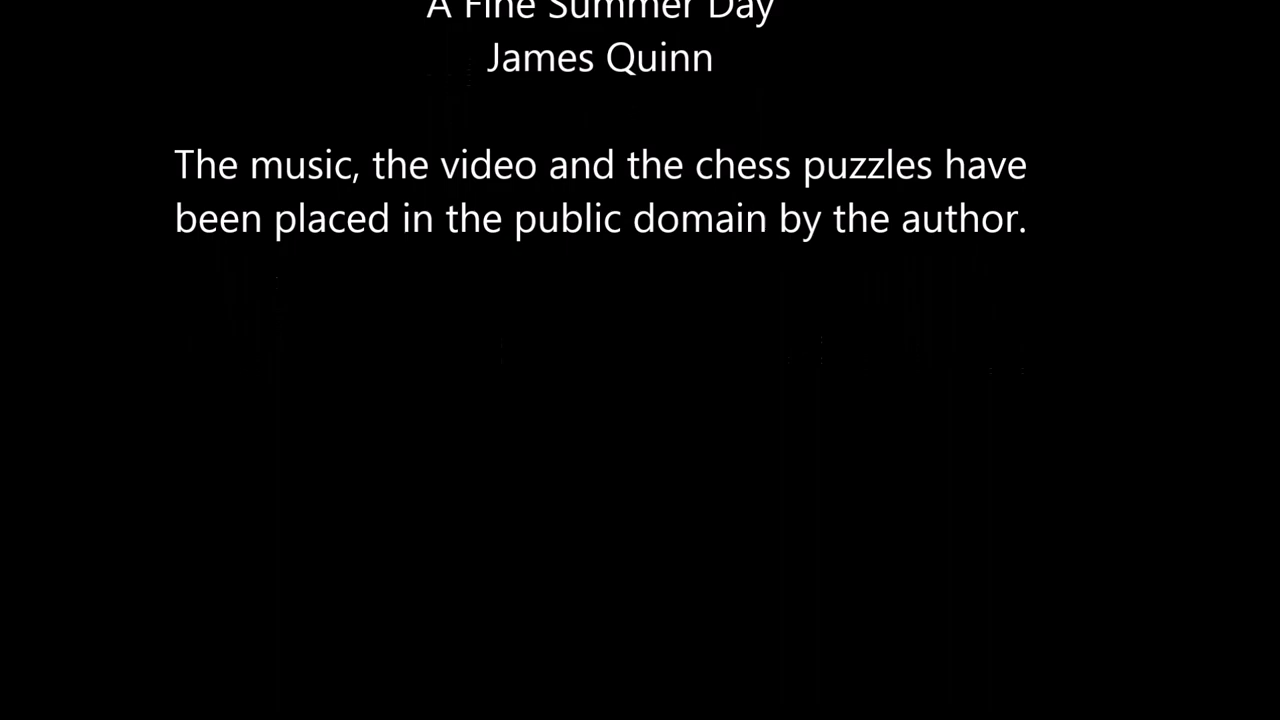 A Fine Summer Day
James Quinn
The music, the video and the chess puzzles have
been placed in the public domain by the author.